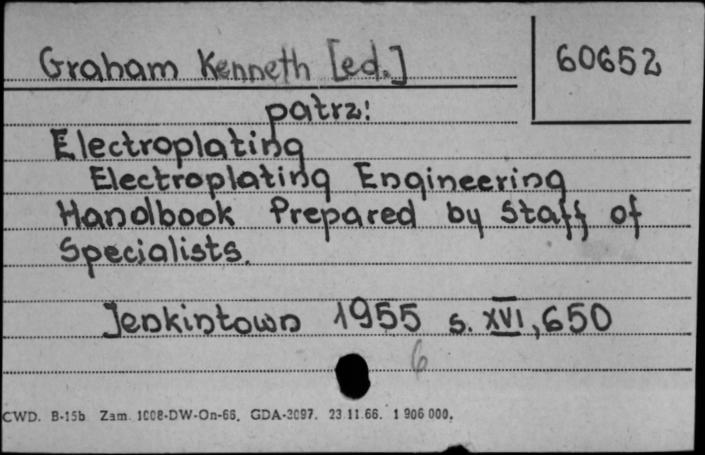 Graham Kenneth [ed.]
60652
patrz:
Electroplating
Electroplating Engineering
Handbook Prepared by Staff of
Specialists.
Jenkintown 1955 s. XVI, 650
6
CWD. B-15b Zam. 1008-DW-On-66. GDA-2097. 23.11.66. 1 906 000.